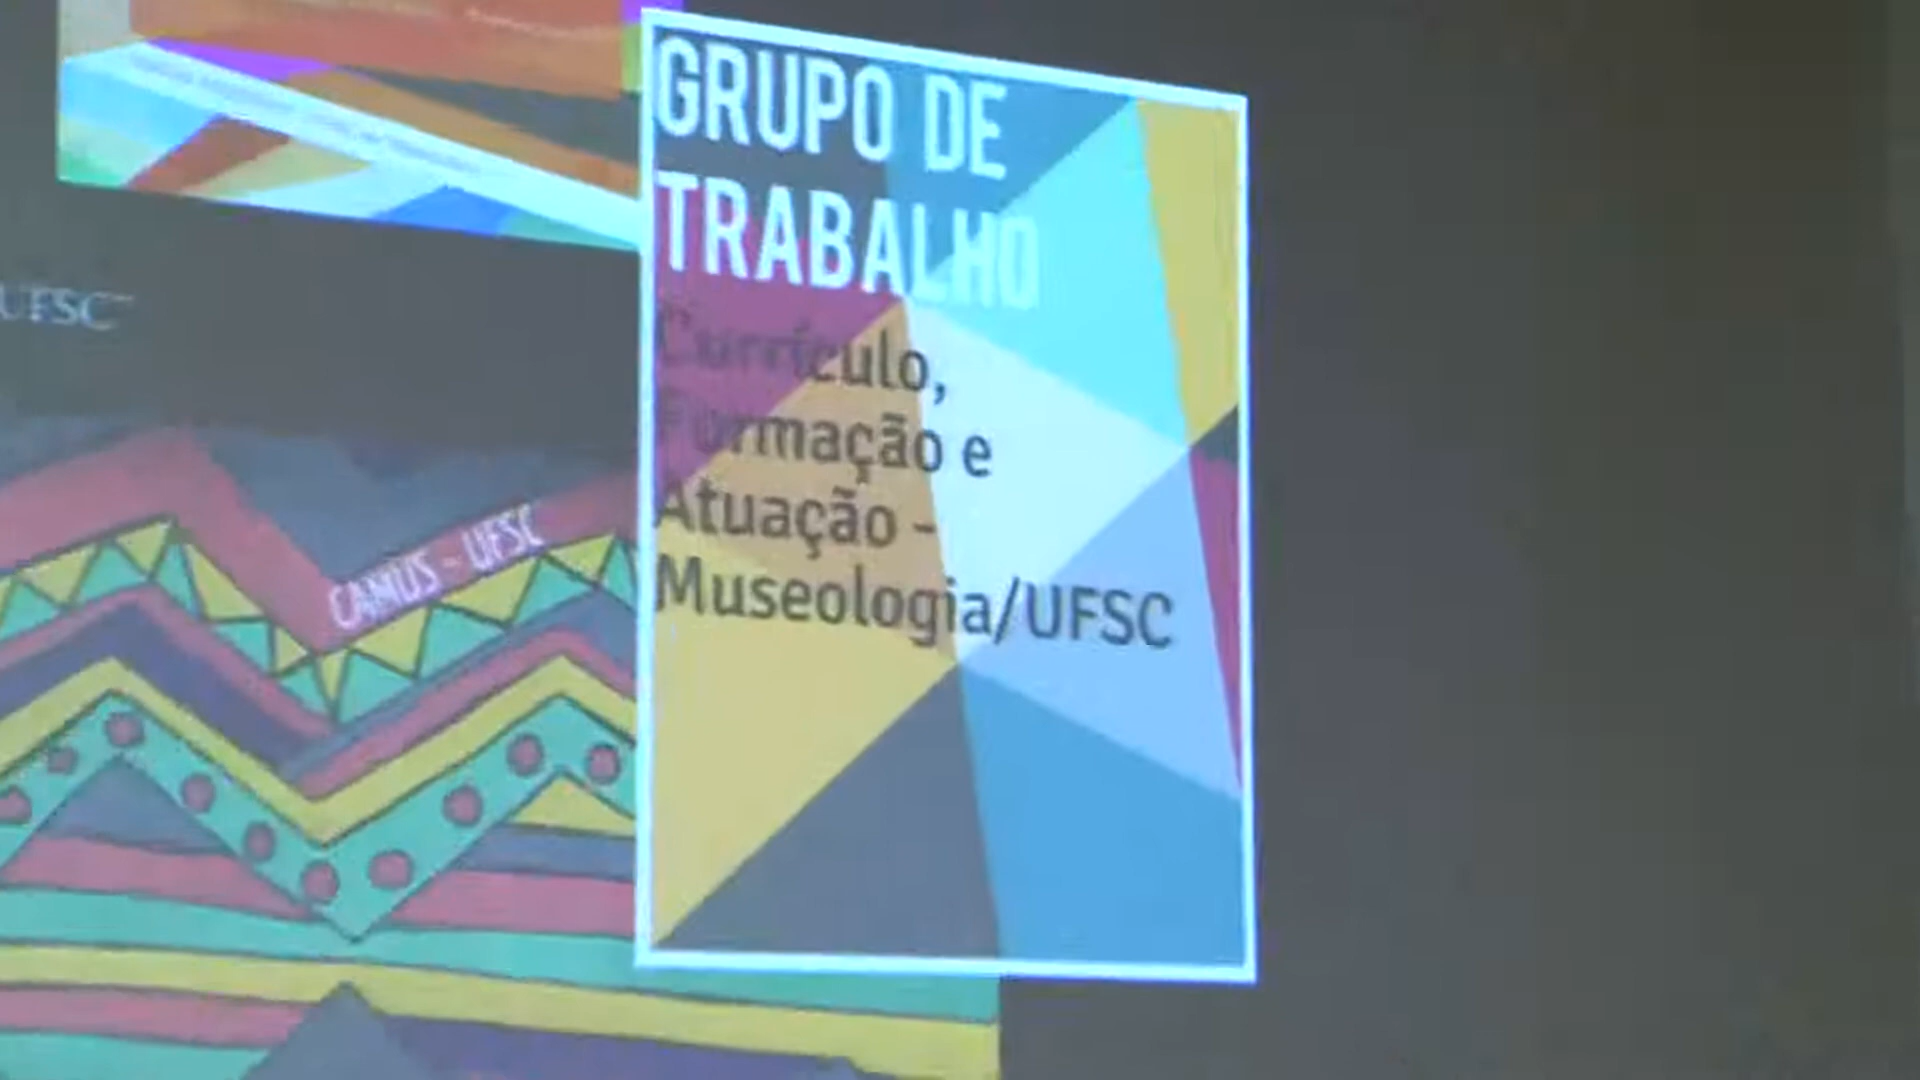 GRUPO DE
TRABALHO
Currículo,
Formação e
Atuação -
Museologia/UFSC
UFSC
CAMUS - UFSC